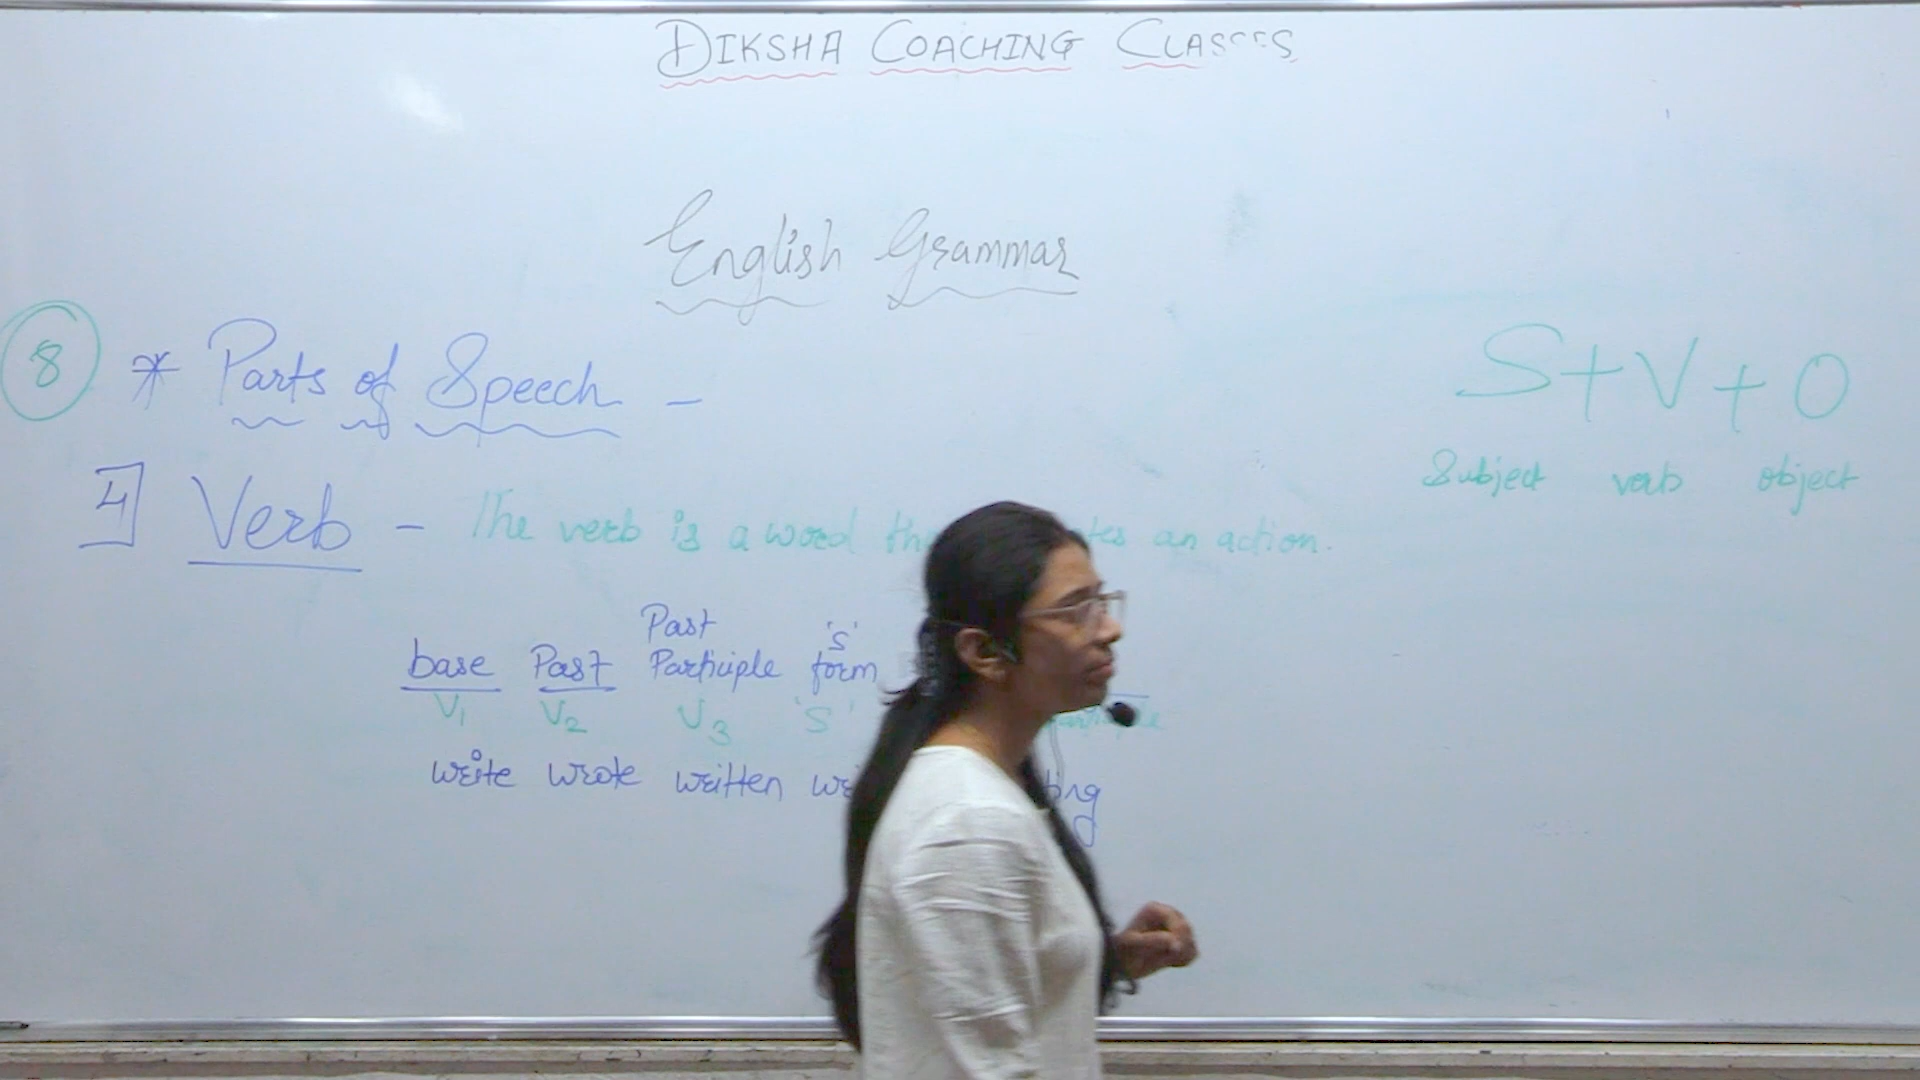 DIKSHA COACHING CLASSES
English Grammar
8 * Parts of Speech -
S+V+O
Subject verb object
4] Verb - The verb is a word an action.
Past 's'
base Past Participle form
V1 V2 V3 'S'
write wrote written